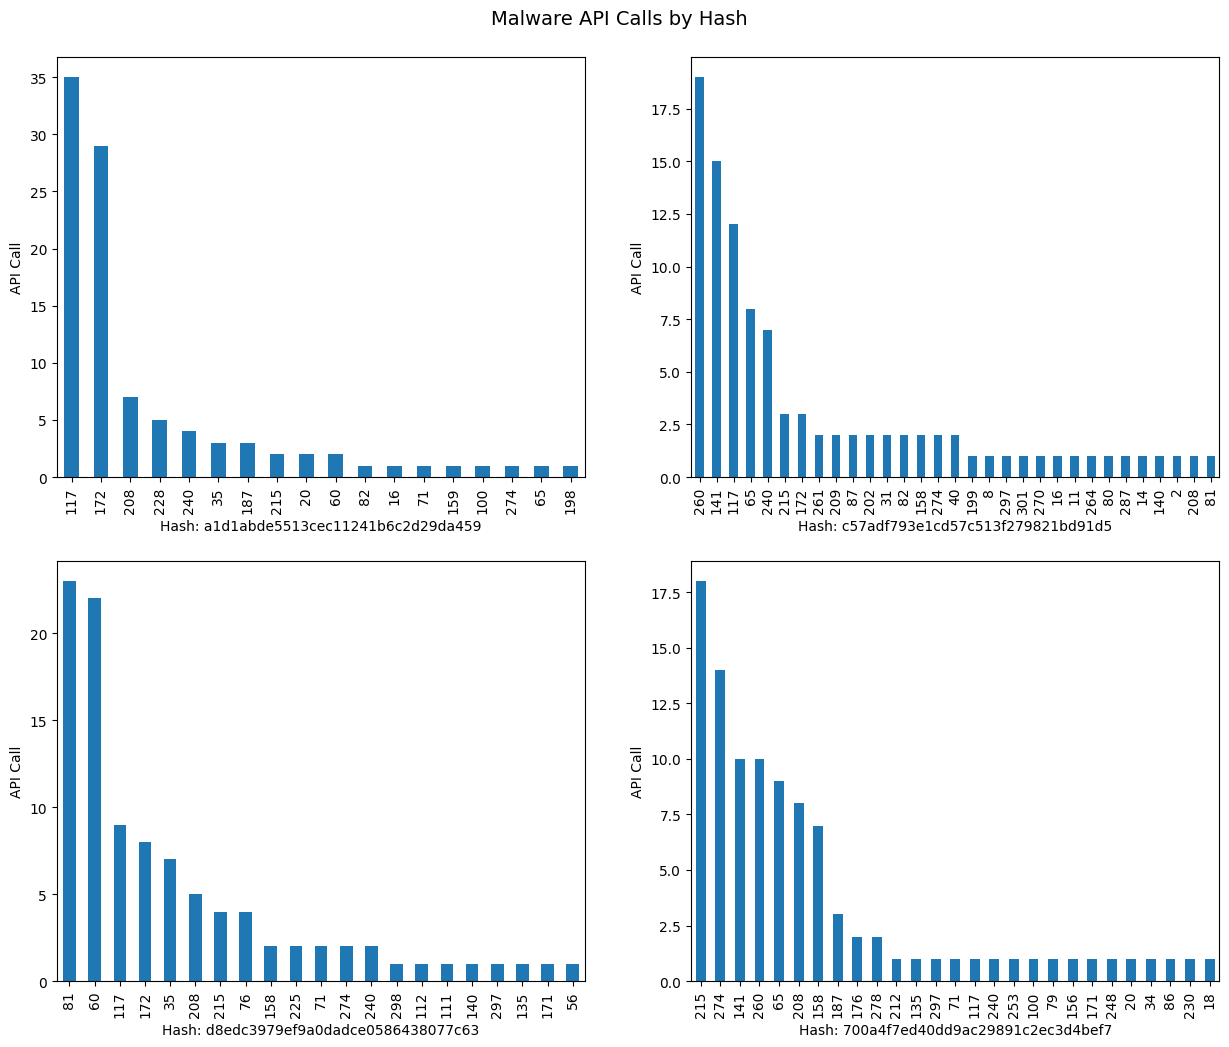 Malware API Calls by Hash
API Call
35
30
25
20
15
10
5
0
117 172 208 228 240 35 187 215 20 60 82 16 71 159 100 274 65 198
Hash: a1d1abde5513cec11241b6c2d29da459
API Call
17.5
15.0
12.5
10.0
7.5
5.0
2.5
0.0
260 141 117 65 240 215 172 261 209 87 202 31 82 158 274 40 199 8 297 301 270 16 11 264 80 287 14 140 2 208 81
Hash: c57adf793e1cd57c513f279821bd91d5
API Call
20
15
10
5
0
81 60 117 172 35 208 215 76 158 225 71 274 240 298 112 111 140 297 135 171 56
Hash: d8edc3979ef9a0dadce0586438077c63
API Call
17.5
15.0
12.5
10.0
7.5
5.0
2.5
0.0
215 274 141 260 65 208 158 187 176 278 212 135 297 71 117 240 253 100 79 156 171 248 20 34 86 230 18
Hash: 700a4f7ed40dd9ac29891c2ec3d4bef7